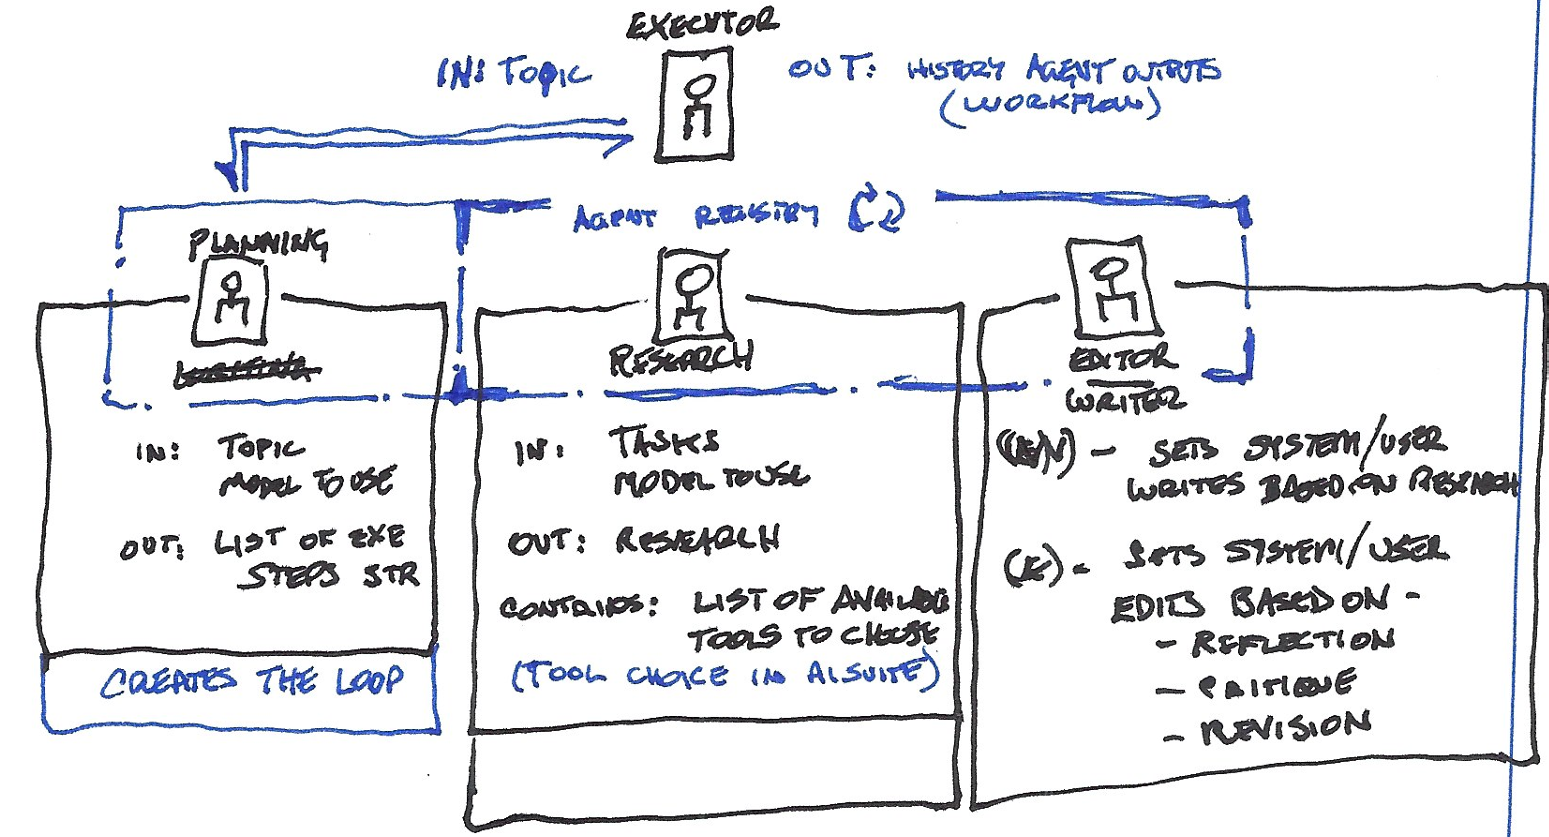 EXECUTOR
IN: TOPIC
OUT: HISTORY AGENT OUTPUTS
(WORKFLOW)
AGENT REGISTRY
PLANNING
IN: TOPIC
MODEL TO USE
OUT: LIST OF EXE
STEPS STR
CREATES THE LOOP
RESEARCH
IN: TASKS
MODEL TO USE
OUT: RESEARCH
CONTAINS: LIST OF AVAILABLE
TOOLS TO CHOOSE
(TOOL CHOICE IN AISUITE)
EDITOR
WRITER
(W) - SETS SYSTEM/USER
WRITES BASED ON RESEARCH
(E) - SETS SYSTEM/USER
EDITS BASED ON -
- REFLECTION
- CRITIQUE
- REVISION